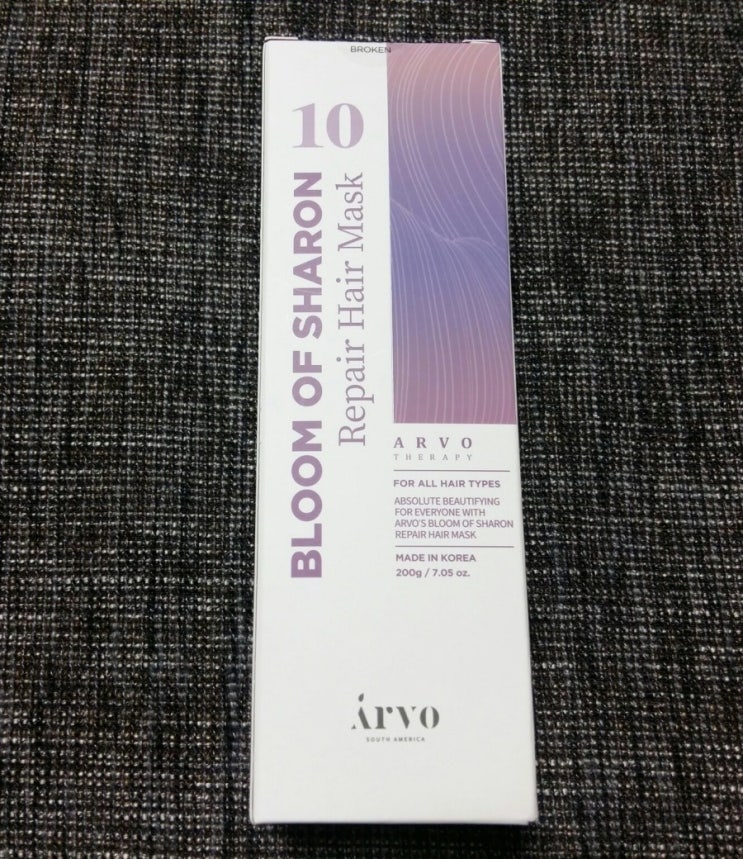 BROKEN
10
BLOOM OF SHARON
Repair Hair Mask
ARVO
THERAPY
FOR ALL HAIR TYPES
ABSOLUTE BEAUTIFYING
FOR EVERYONE WITH
ARVO'S BLOOM OF SHARON
REPAIR HAIR MASK
MADE IN KOREA
200g / 7.05 oz.
Árvo
SOUTH AMERICA